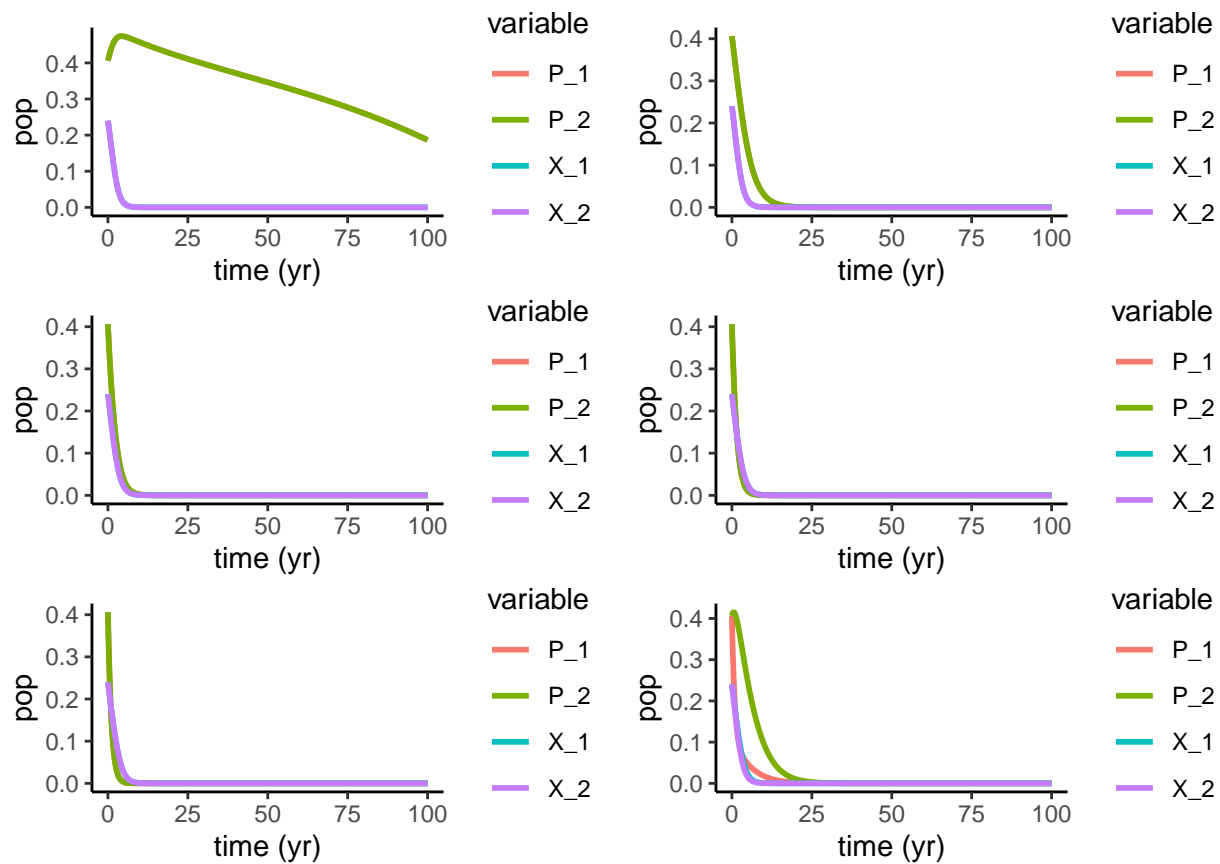 variable
pop
0.4
0.3
0.2
0.1
0.0
P_1
P_2
X_1
X_2
0 25 50 75 100
time (yr)
variable
pop
0.4
0.3
0.2
0.1
0.0
P_1
P_2
X_1
X_2
0 25 50 75 100
time (yr)
variable
pop
0.4
0.3
0.2
0.1
0.0
P_1
P_2
X_1
X_2
0 25 50 75 100
time (yr)
variable
pop
0.4
0.3
0.2
0.1
0.0
P_1
P_2
X_1
X_2
0 25 50 75 100
time (yr)
variable
pop
0.4
0.3
0.2
0.1
0.0
P_1
P_2
X_1
X_2
0 25 50 75 100
time (yr)
variable
pop
0.4
0.3
0.2
0.1
0.0
P_1
P_2
X_1
X_2
0 25 50 75 100
time (yr)